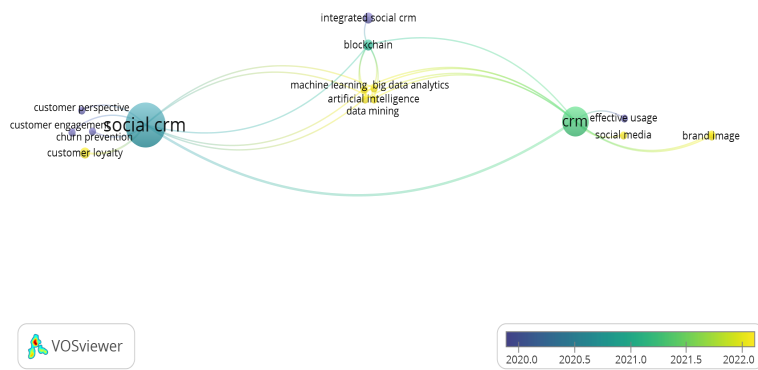 integrated social crm
blockchain
machine learning
big data analytics
artificial intelligence
data mining
customer perspective
customer engagement
social crm
churn prevention
customer loyalty
crm
effective usage
social media
brand image
VOSviewer
2020.0 2020.5 2021.0 2021.5 2022.0